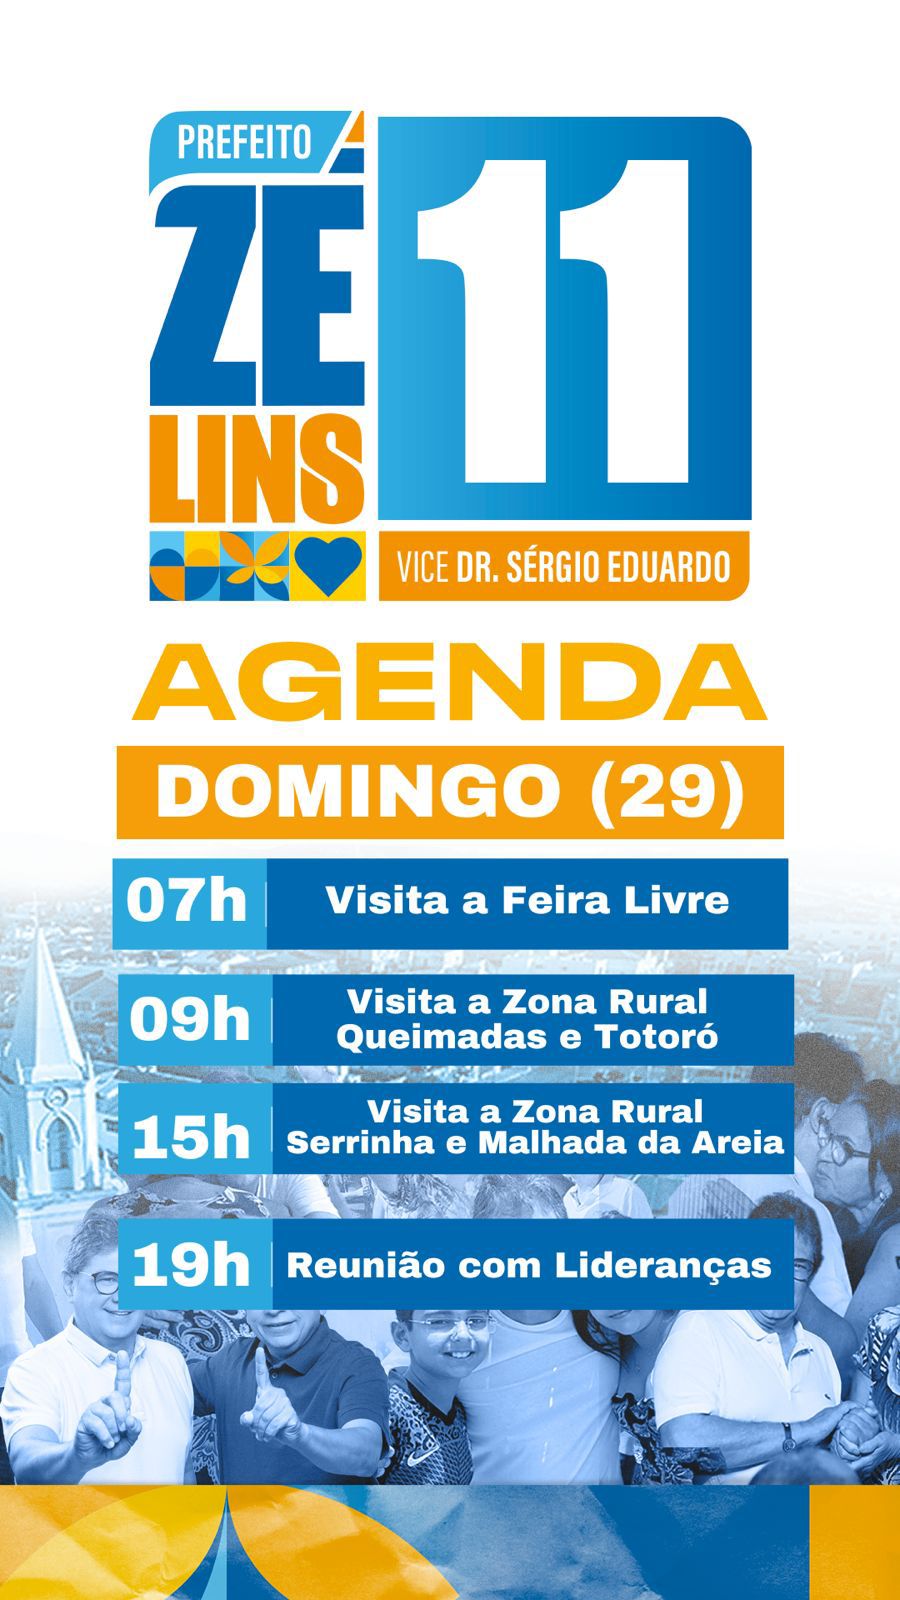 PREFEITO
ZÉ
LINS
11
VICE DR. SÉRGIO EDUARDO
AGENDA
DOMINGO (29)
07h
Visita a Feira Livre
09h
Visita a Zona Rural
Queimadas e Totoró
15h
Visita a Zona Rural
Serrinha e Malhada da Areia
19h
Reunião com Lideranças